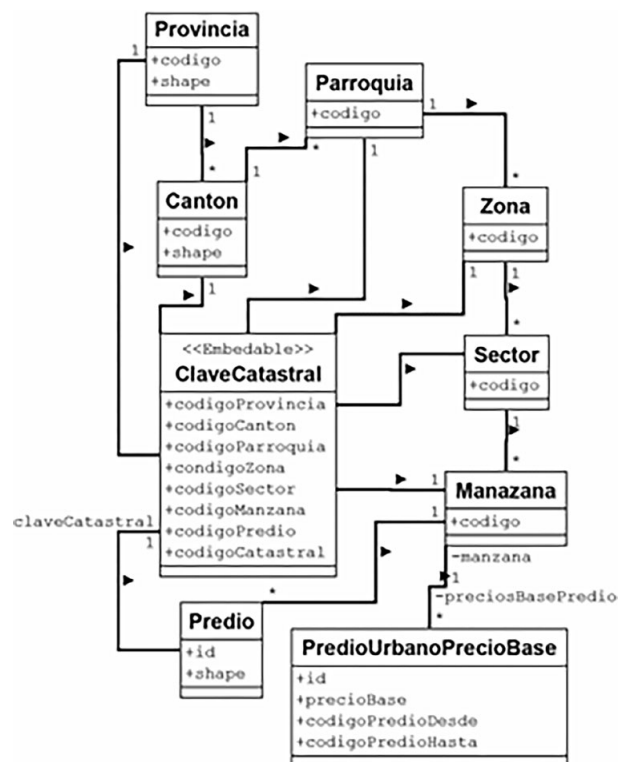 Provincia
+codigo
+shape
1
1
*
Parroquia
+codigo
1
*
1
*
Canton
+codigo
+shape
1
1
Zona
+codigo
1
1
*
<<Embedable>>
ClaveCatastral
+codigoProvincia
+codigoCanton
+codigoParroquia
+condigoZona
+codigoSector
+codigoManzana
+codigoPredio
+codigoCatastral
Sector
+codigo
1
*
Manazana
+codigo
1
1
-manzana
1
-preciosBasePredio
*
claveCatastral
1
*
Predio
+id
+shape
PredioUrbanoPrecioBase
+id
+precioBase
+codigoPredioDesde
+codigoPredioHasta